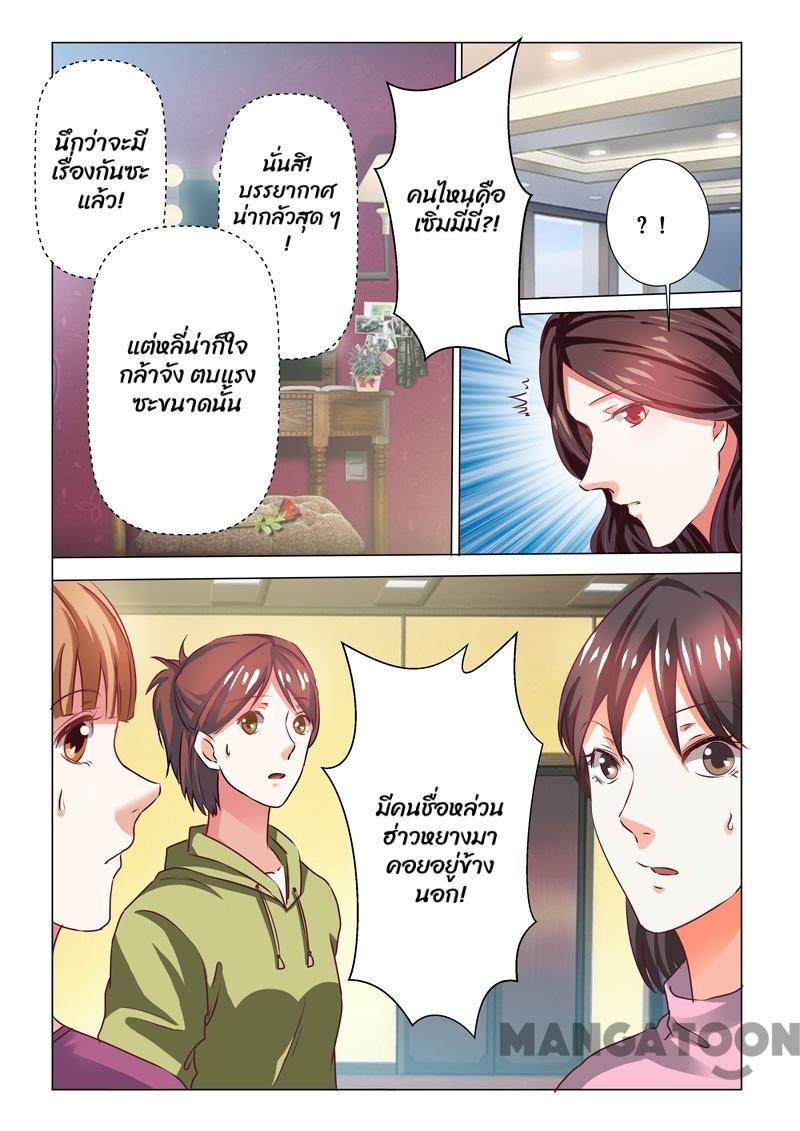 นึกว่าจะมี
เรื่องกันซะ
แล้ว!
นั่นสิ!
บรรยากาศ
น่ากลัวสุด ๆ
!
แต่หลี่น่าก็ใจ
กล้าจัง ตบแรง
ซะขนาดนั้น
คนไหนคือ
เซิ่มมี่มี่?!
? !
มีคนชื่อหล่วน
ฮ่าวหยางมา
คอยอยู่ข้าง
นอก!
MANGATOON